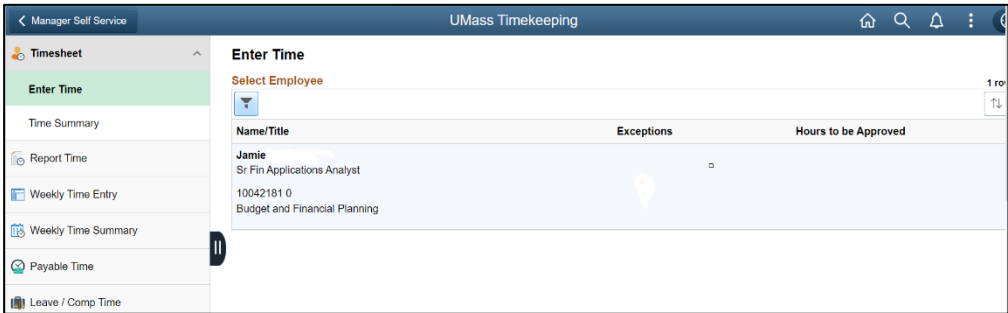 Manager Self Service
UMass Timekeeping
Timesheet
Enter Time
Time Summary
Report Time
Weekly Time Entry
Weekly Time Summary
Payable Time
Leave / Comp Time
Enter Time
Select Employee
1 ro
Name/Title Exceptions Hours to be Approved
Jamie
Sr Fin Applications Analyst
10042181 0
Budget and Financial Planning